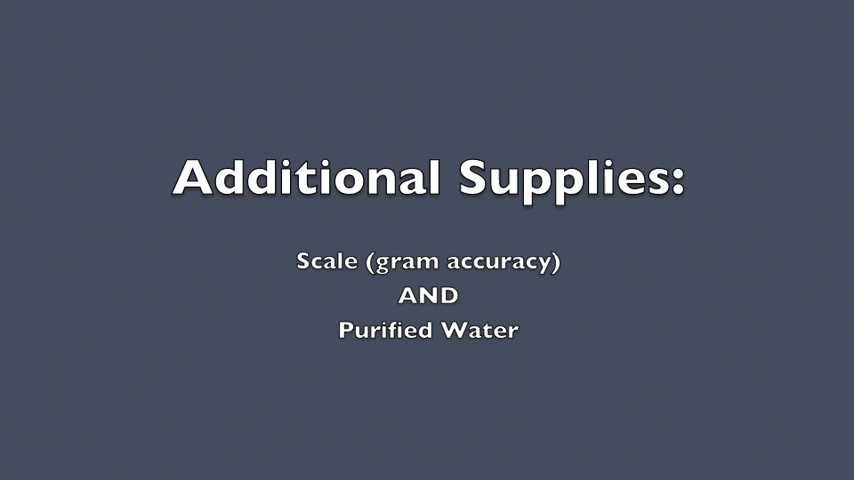 Additional Supplies:
Scale (gram accuracy)
AND
Purified Water